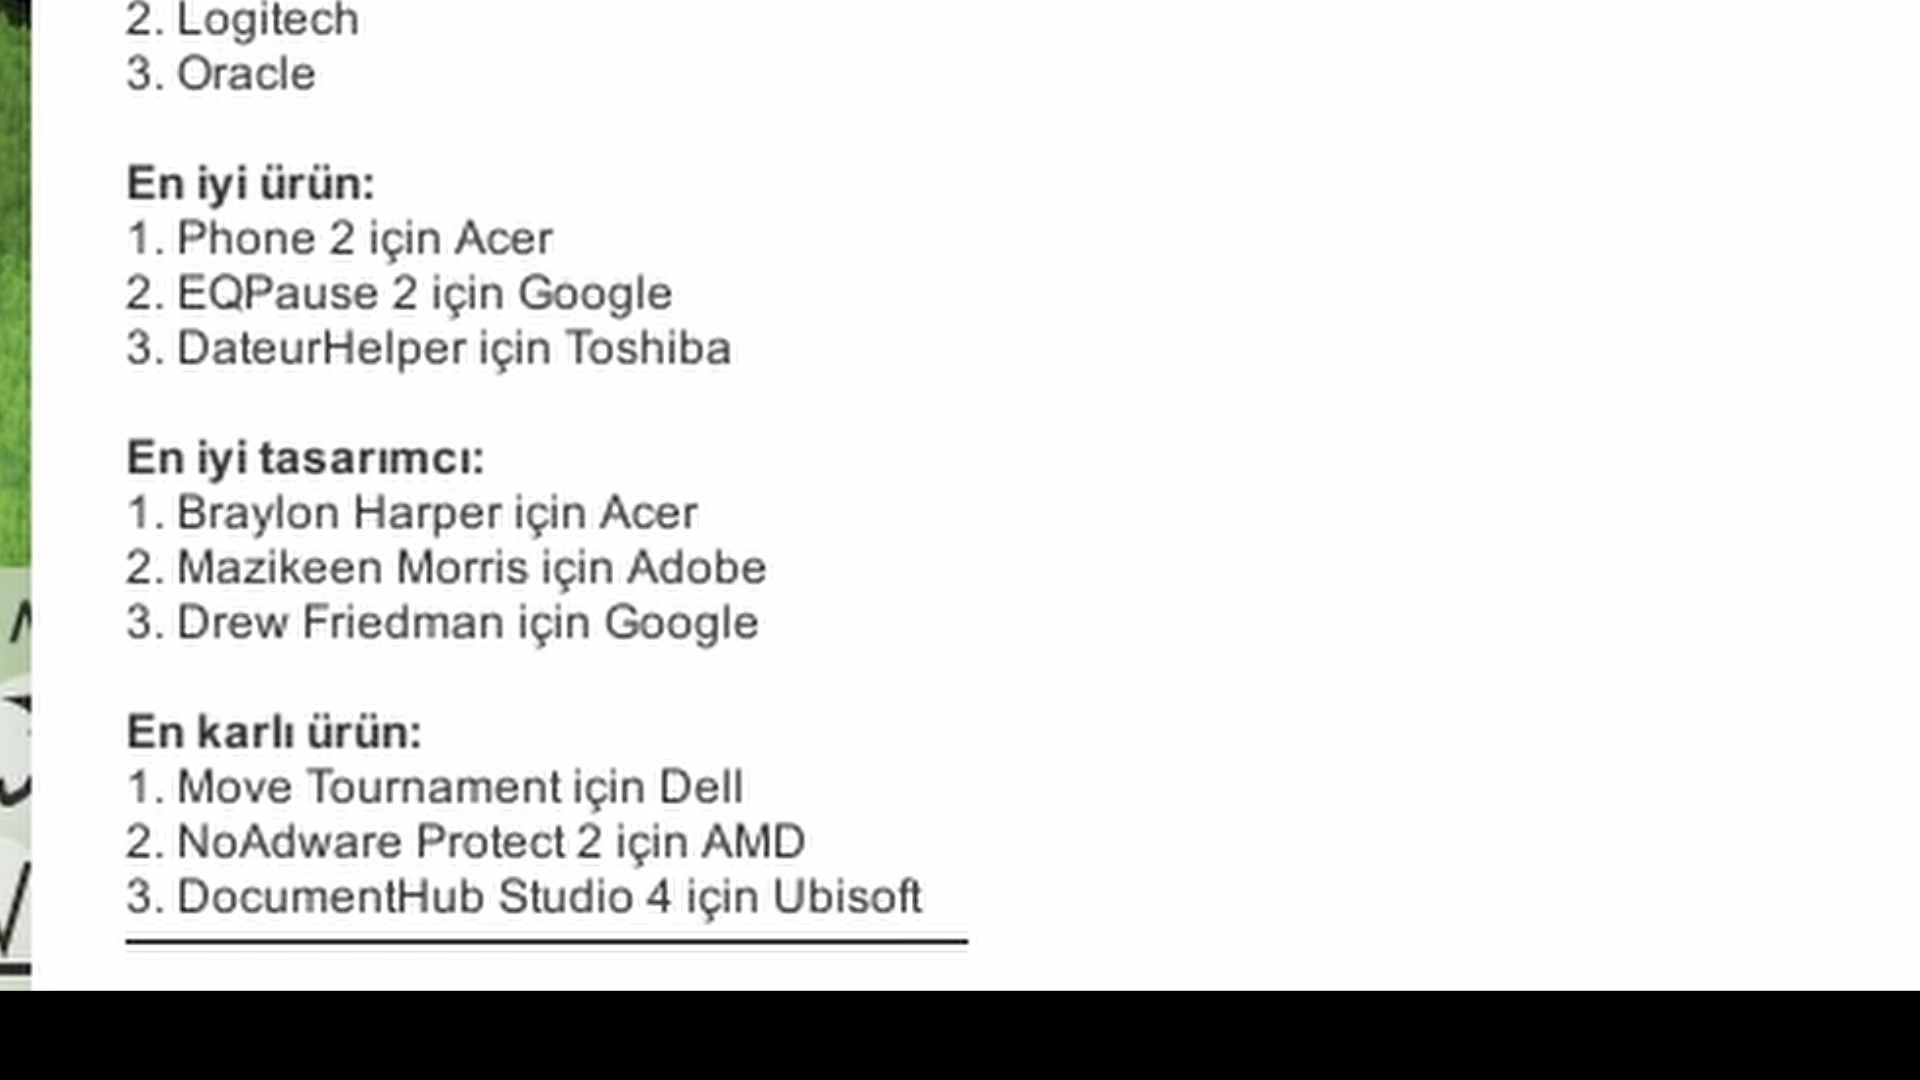 2. Logitech
3. Oracle
En iyi ürün:
1. Phone 2 için Acer
2. EQPause 2 için Google
3. DateurHelper için Toshiba
En iyi tasarımcı:
1. Braylon Harper için Acer
2. Mazikeen Morris için Adobe
3. Drew Friedman için Google
En karlı ürün:
1. Move Tournament için Dell
2. NoAdware Protect 2 için AMD
3. DocumentHub Studio 4 için Ubisoft